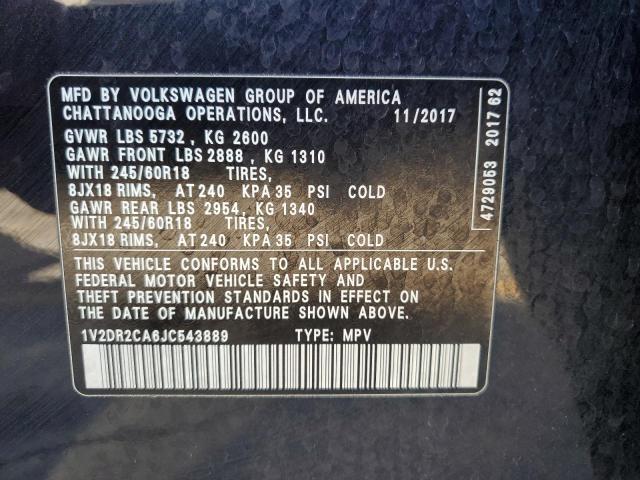 MFD BY VOLKSWAGEN GROUP OF AMERICA
CHATTANOOGA OPERATIONS, LLC. 11/2017
GVWR LBS 5732 , KG 2600
GAWR FRONT LBS 2888 , KG 1310
WITH 245/60R18 TIRES,
8JX18 RIMS, AT 240 KPA 35 PSI COLD
GAWR REAR LBS 2954 , KG 1340
WITH 245/60R18 TIRES,
8JX18 RIMS, AT 240 KPA 35 PSI COLD
THIS VEHICLE CONFORMS TO ALL APPLICABLE U.S.
FEDERAL MOTOR VEHICLE SAFETY AND
THEFT PREVENTION STANDARDS IN EFFECT ON
THE DATE OF MANUFACTURE SHOWN ABOVE.
1V2DR2CA6JC543889 TYPE: MPV
4729053 2017 62